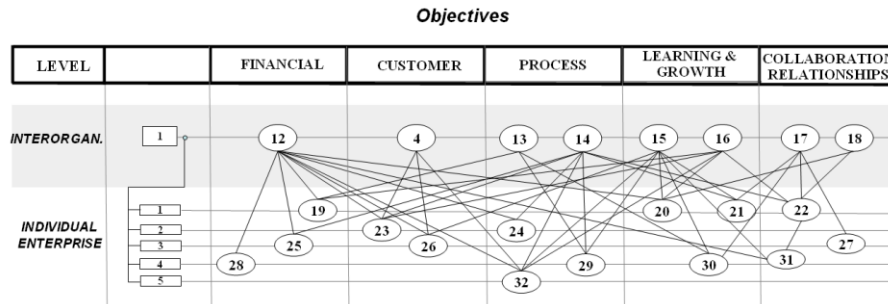 Objectives
LEVEL FINANCIAL CUSTOMER PROCESS LEARNING & GROWTH COLLABORATION RELATIONSHIPS
INTERORGAN. 1 12 4 13 14 15 16 17 18
1 19 20 21 22
INDIVIDUAL ENTERPRISE
2 23 24
3 25 26 27
4 28 29 30 31
5 32